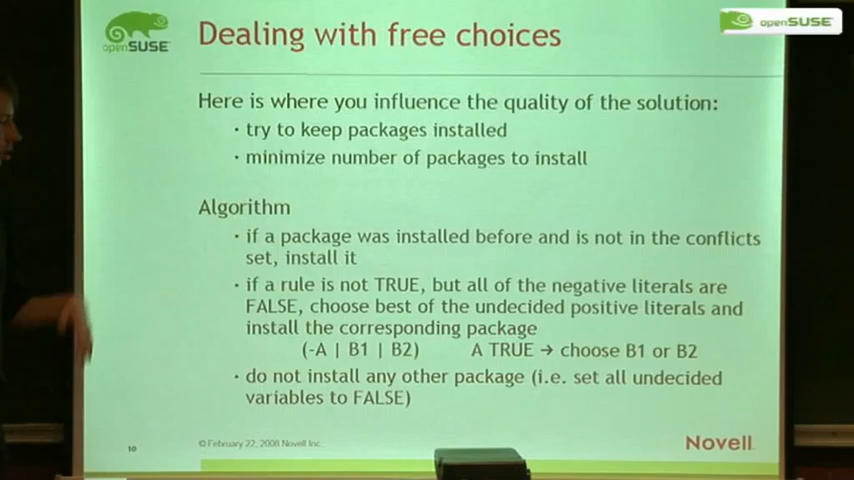 openSUSE
Dealing with free choices
openSUSE
Here is where you influence the quality of the solution:
· try to keep packages installed
· minimize number of packages to install
Algorithm
· if a package was installed before and is not in the conflicts
set, install it
· if a rule is not TRUE, but all of the negative literals are
FALSE, choose best of the undecided positive literals and
install the corresponding package
(-A | B1 | B2) A TRUE → choose B1 or B2
· do not install any other package (i.e. set all undecided
variables to FALSE)
10
© February 22, 2008 Novell Inc.
Novell